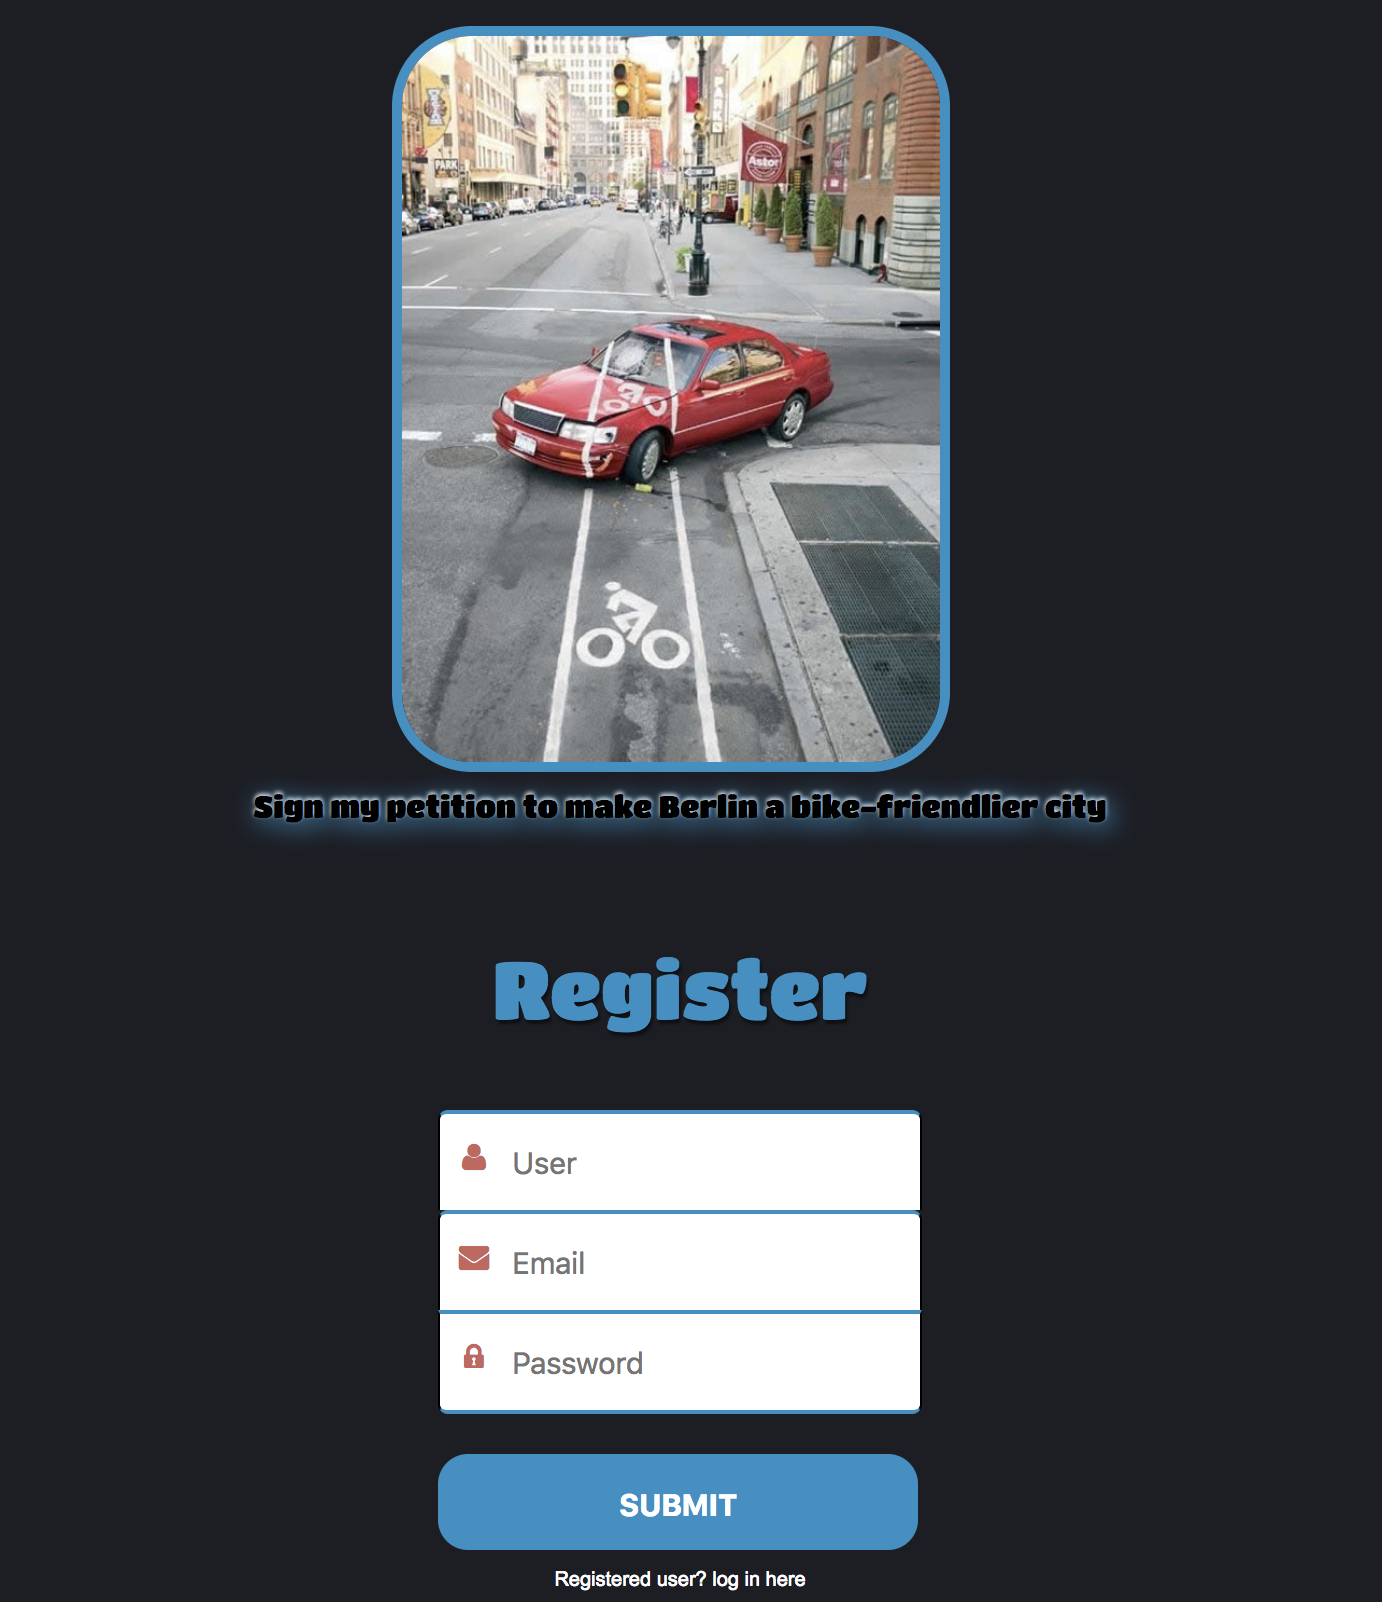 PARK
Astor
Sign my petition to make Berlin a bike-friendlier city
Register
User
Email
Password
SUBMIT
Registered user? log in here